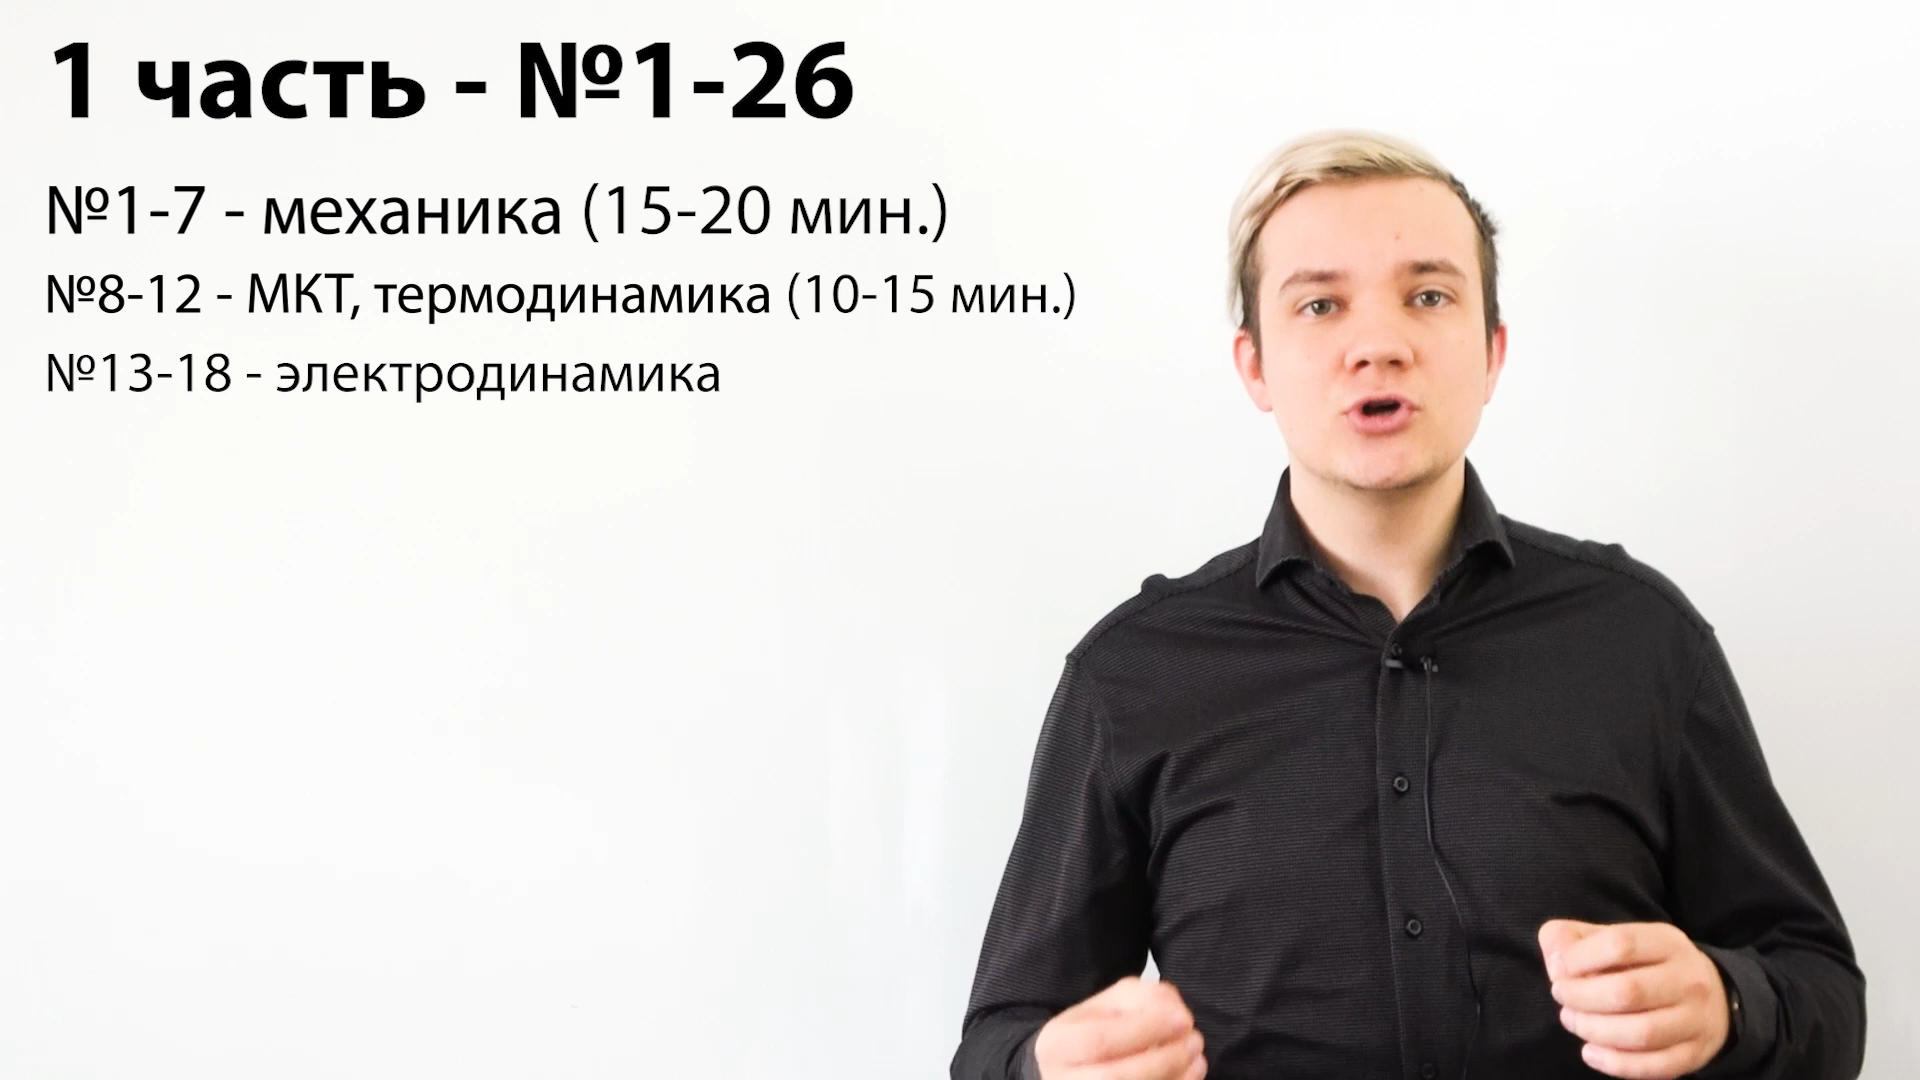 1 часть - №1-26
№1-7 - механика (15-20 мин.)
№8-12 - МКТ, термодинамика (10-15 мин.)
№13-18 - электродинамика